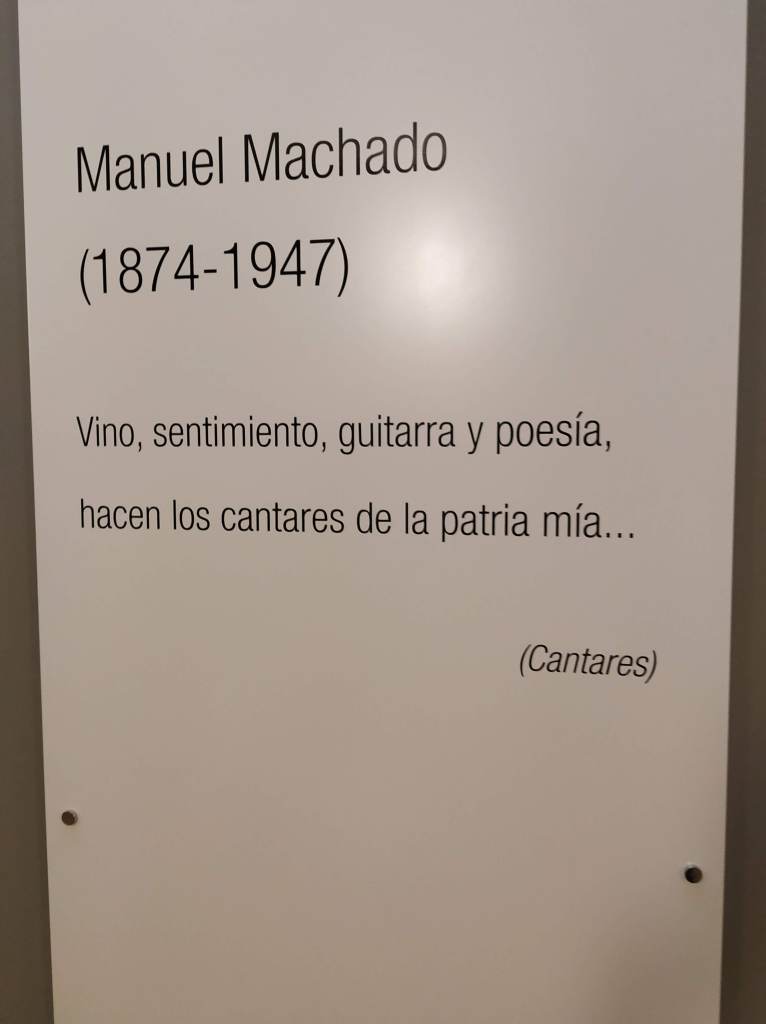 Manuel Machado
(1874-1947)
Vino, sentimiento, guitarra y poesía,
hacen los cantares de la patria mía...
(Cantares)